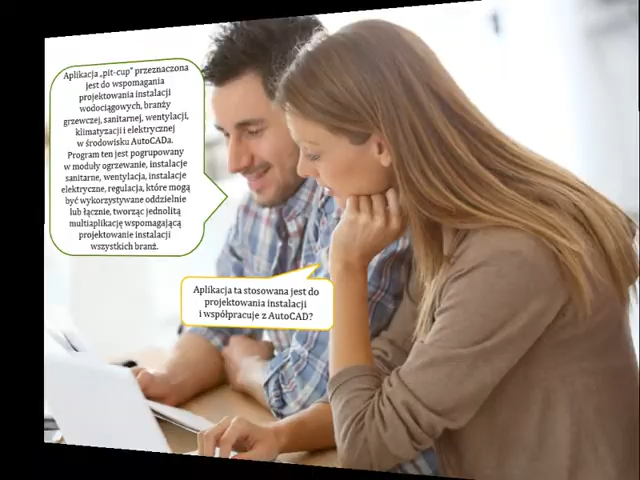 Aplikacja „pit-cup” przeznaczona
jest do wspomagania
projektowania instalacji
wodociągowych, branży
grzewczej, sanitarnej, wentylacji,
klimatyzacji i elektrycznej
w środowisku AutoCADa.
Program ten jest pogrupowany
w moduły ogrzewanie, instalacje
sanitarne, wentylacja, instalacje
elektryczne, regulacja, które mogą
być wykorzystywane oddzielnie
lub łącznie, tworząc jednolitą
multiaplikację wspomagającą
projektowanie instalacji
wszystkich branż.
Aplikacja ta stosowana jest do
projektowania instalacji
i współpracuje z AutoCAD?